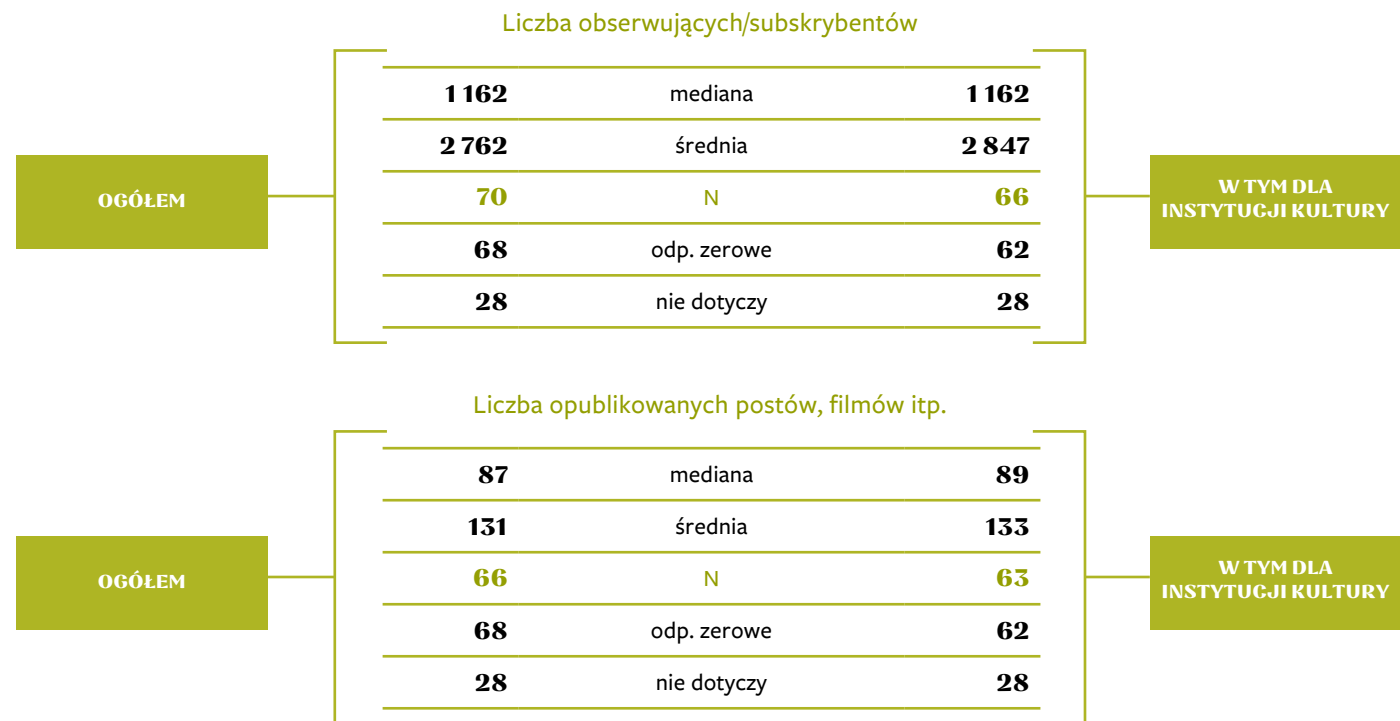 Liczba obserwujących/subskrybentów
1 162 mediana 1 162
2 762 średnia 2 847
OGÓŁEM
70 N 66
W TYM DLA
INSTYTUCJI KULTURY
68 odp. zerowe 62
28 nie dotyczy 28
Liczba opublikowanych postów, filmów itp.
87 mediana 89
131 średnia 133
OGÓŁEM
66 N 63
W TYM DLA
INSTYTUCJI KULTURY
68 odp. zerowe 62
28 nie dotyczy 28